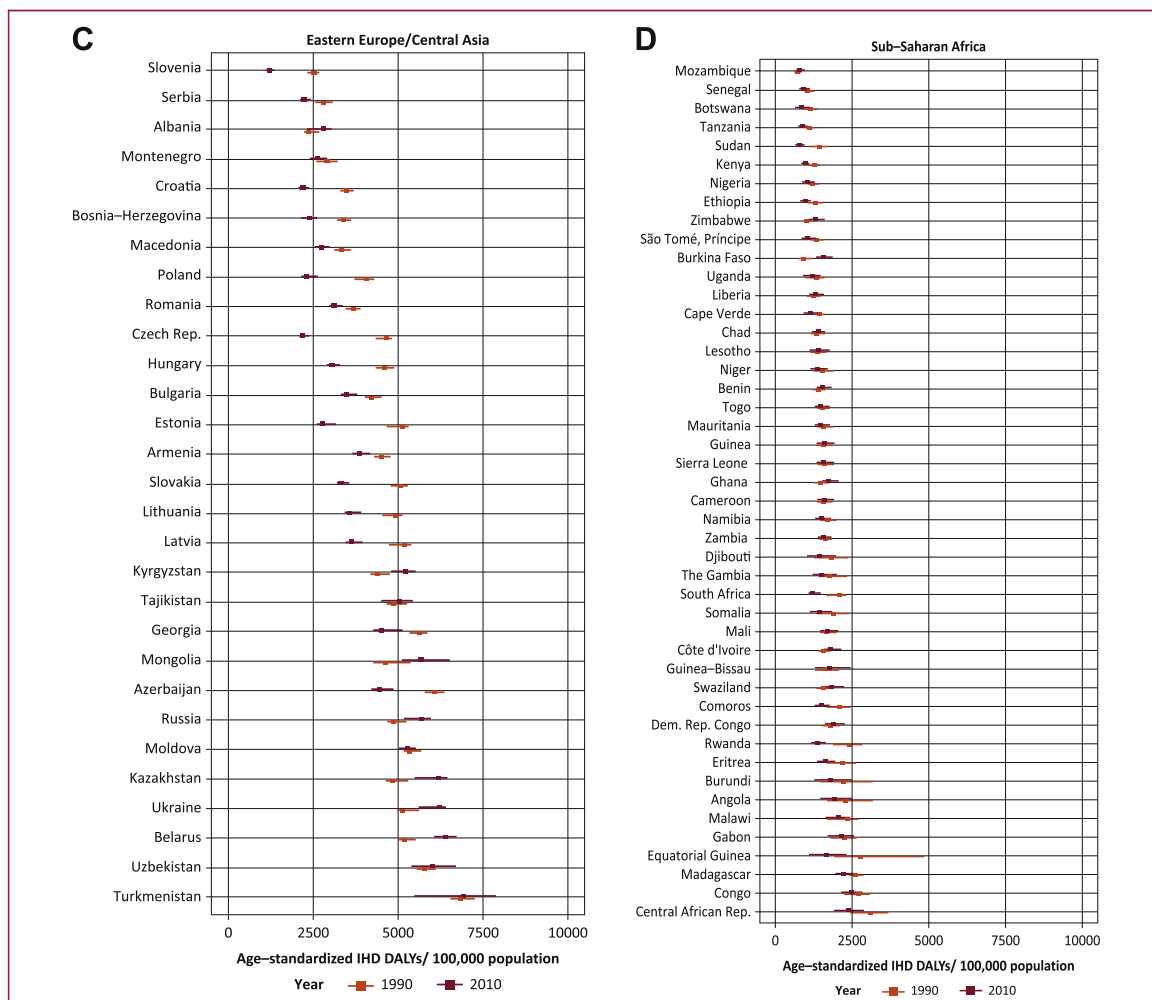 C
Eastern Europe/Central Asia
Slovenia
Serbia
Albania
Montenegro
Croatia
Bosnia–Herzegovina
Macedonia
Poland
Romania
Czech Rep.
Hungary
Bulgaria
Estonia
Armenia
Slovakia
Lithuania
Latvia
Kyrgyzstan
Tajikistan
Georgia
Mongolia
Azerbaijan
Russia
Moldova
Kazakhstan
Ukraine
Belarus
Uzbekistan
Turkmenistan
0 2500 5000 7500 10000
Age–standardized IHD DALYs/ 100,000 population
Year 1990 2010
D
Sub–Saharan Africa
Mozambique
Senegal
Botswana
Tanzania
Sudan
Kenya
Nigeria
Ethiopia
Zimbabwe
São Tomé, Príncipe
Burkina Faso
Uganda
Liberia
Cape Verde
Chad
Lesotho
Niger
Benin
Togo
Mauritania
Guinea
Sierra Leone
Ghana
Cameroon
Namibia
Zambia
Djibouti
The Gambia
South Africa
Somalia
Mali
Côte d'Ivoire
Guinea–Bissau
Swaziland
Comoros
Dem. Rep. Congo
Rwanda
Eritrea
Burundi
Angola
Malawi
Gabon
Equatorial Guinea
Madagascar
Congo
Central African Rep.
0 2500 5000 7500 10000
Age–standardized IHD DALYs/ 100,000 population
Year 1990 2010